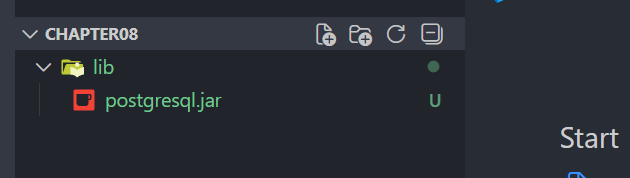 CHAPTER08
lib
postgresql.jar U
Start